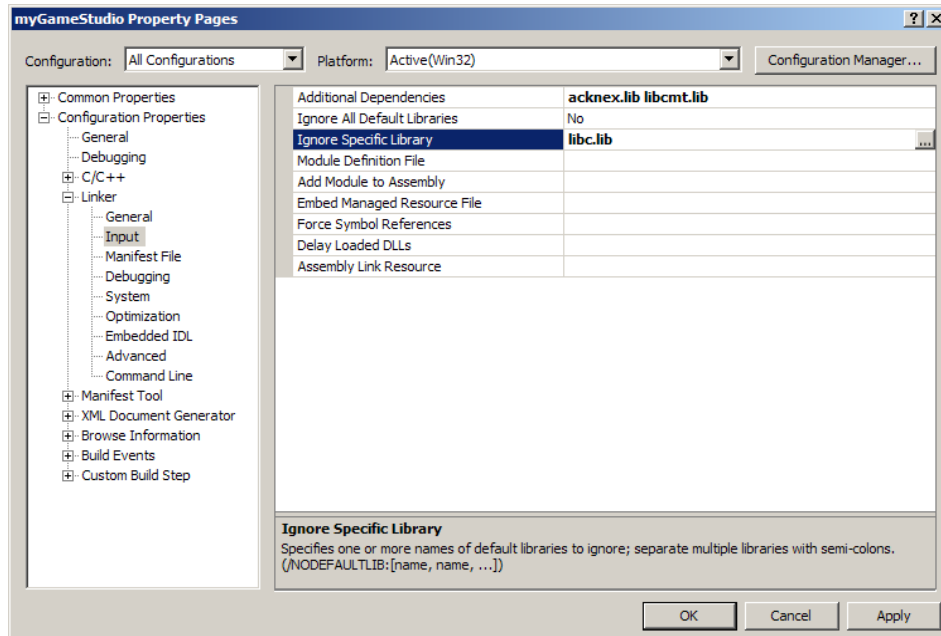 myGameStudio Property Pages
Configuration: All Configurations Platform: Active(Win32) Configuration Manager...
Common Properties
Configuration Properties
General
Debugging
C/C++
Linker
General
Input
Manifest File
Debugging
System
Optimization
Embedded IDL
Advanced
Command Line
Manifest Tool
XML Document Generator
Browse Information
Build Events
Custom Build Step
Additional Dependencies acknex.lib libcmt.lib
Ignore All Default Libraries No
Ignore Specific Library libc.lib ...
Module Definition File
Add Module to Assembly
Embed Managed Resource File
Force Symbol References
Delay Loaded DLLs
Assembly Link Resource
Ignore Specific Library
Specifies one or more names of default libraries to ignore; separate multiple libraries with semi-colons.
(/NODEFAULTLIB:[name, name, ...])
OK Cancel Apply